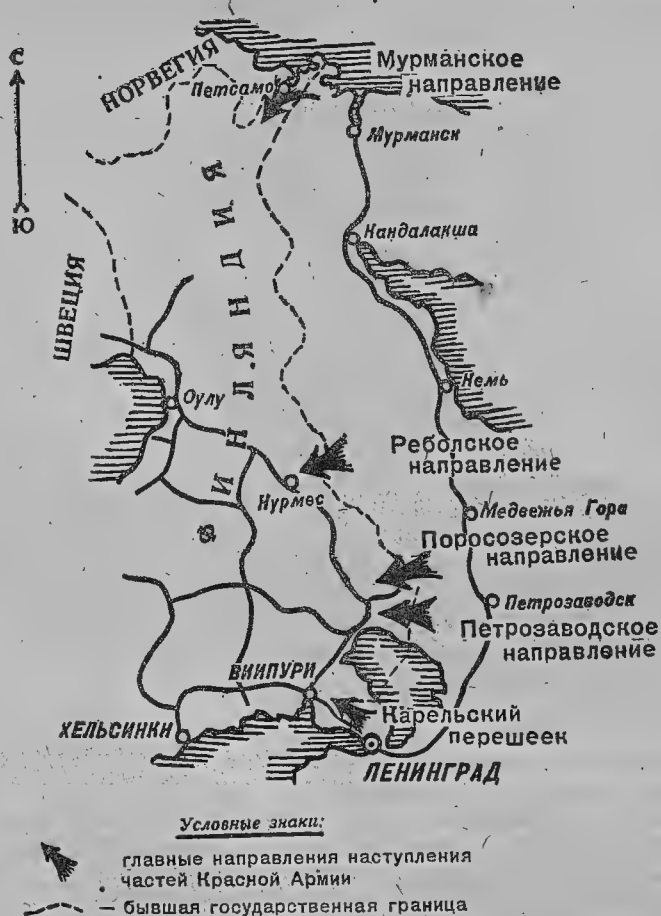 НОРВЕГИЯ
Мурманское
направление
С
Петсамо
Мурманск
Ю
ФИНЛЯНДИЯ
Кандалакша
ШВЕЦИЯ
Оулу
Кемь
Реболское
направление
Нурмес
Медвежья Гора
Поросозерское
направление
Петрозаводск
Петрозаводское
направление
ВИИПУРИ
Карельский
перешеек
ХЕЛЬСИНКИ
ЛЕНИНГРАД
Условные знаки:
главные направления наступления
частей Красной Армии
— бывшая государственная граница